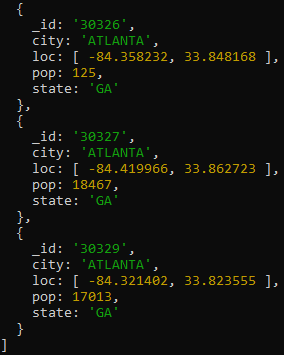 {
_id: '30326',
city: 'ATLANTA',
loc: [ -84.358232, 33.848168 ],
pop: 125,
state: 'GA'
},
{
_id: '30327',
city: 'ATLANTA',
loc: [ -84.419966, 33.862723 ],
pop: 18467,
state: 'GA'
},
{
_id: '30329',
city: 'ATLANTA',
loc: [ -84.321402, 33.823555 ],
pop: 17013,
state: 'GA'
}
]